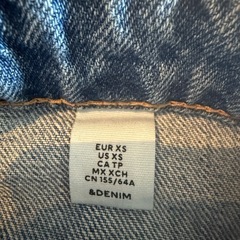 EUR XS
US XS
CA TP
MX XCH
CN 155/64A
&DENIM